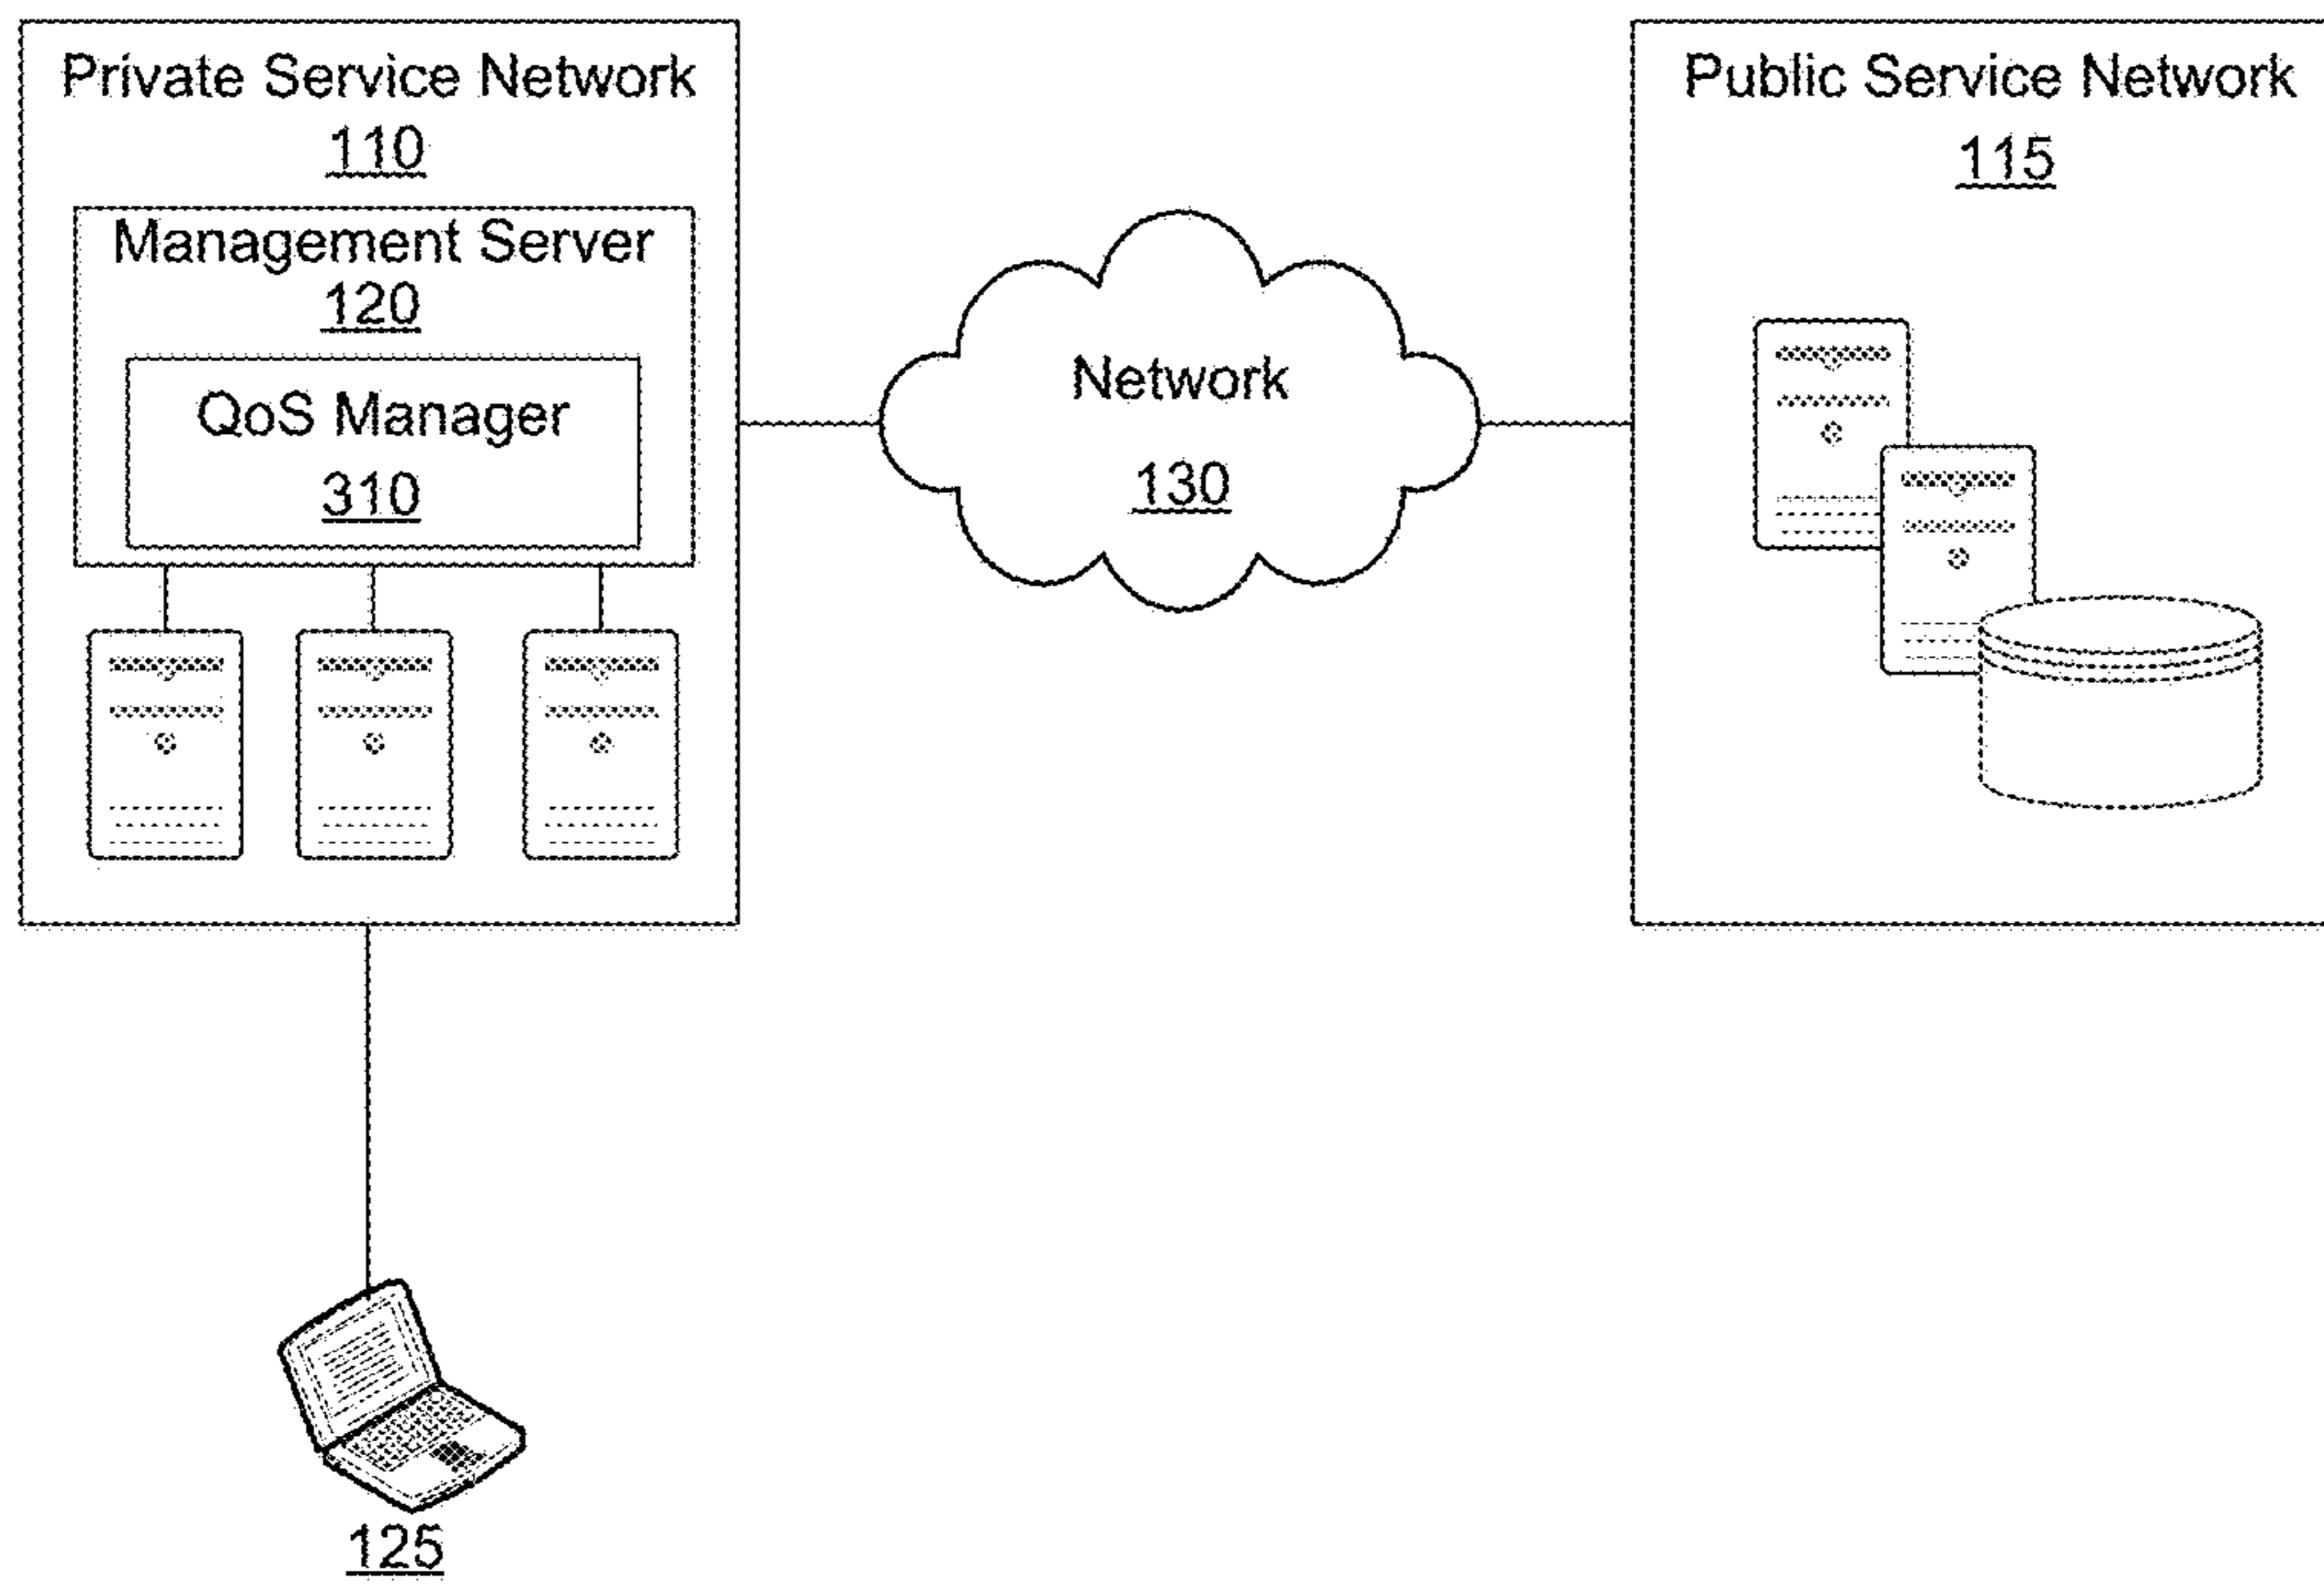 Private Service Network
110
Management Server
120
QoS Manager
310
Network
130
Public Service Network
115
125